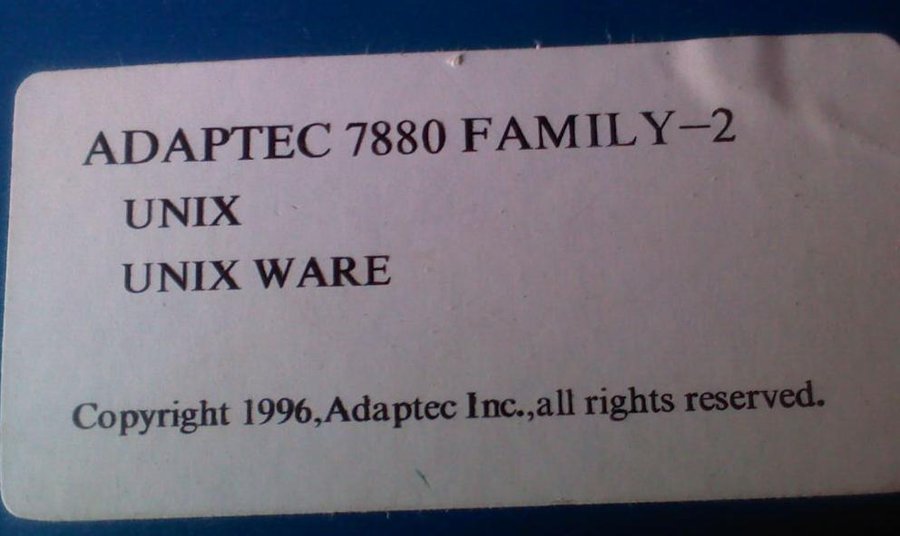 ADAPTEC 7880 FAMILY-2
UNIX
UNIX WARE
Copyright 1996,Adaptec Inc.,all rights reserved.